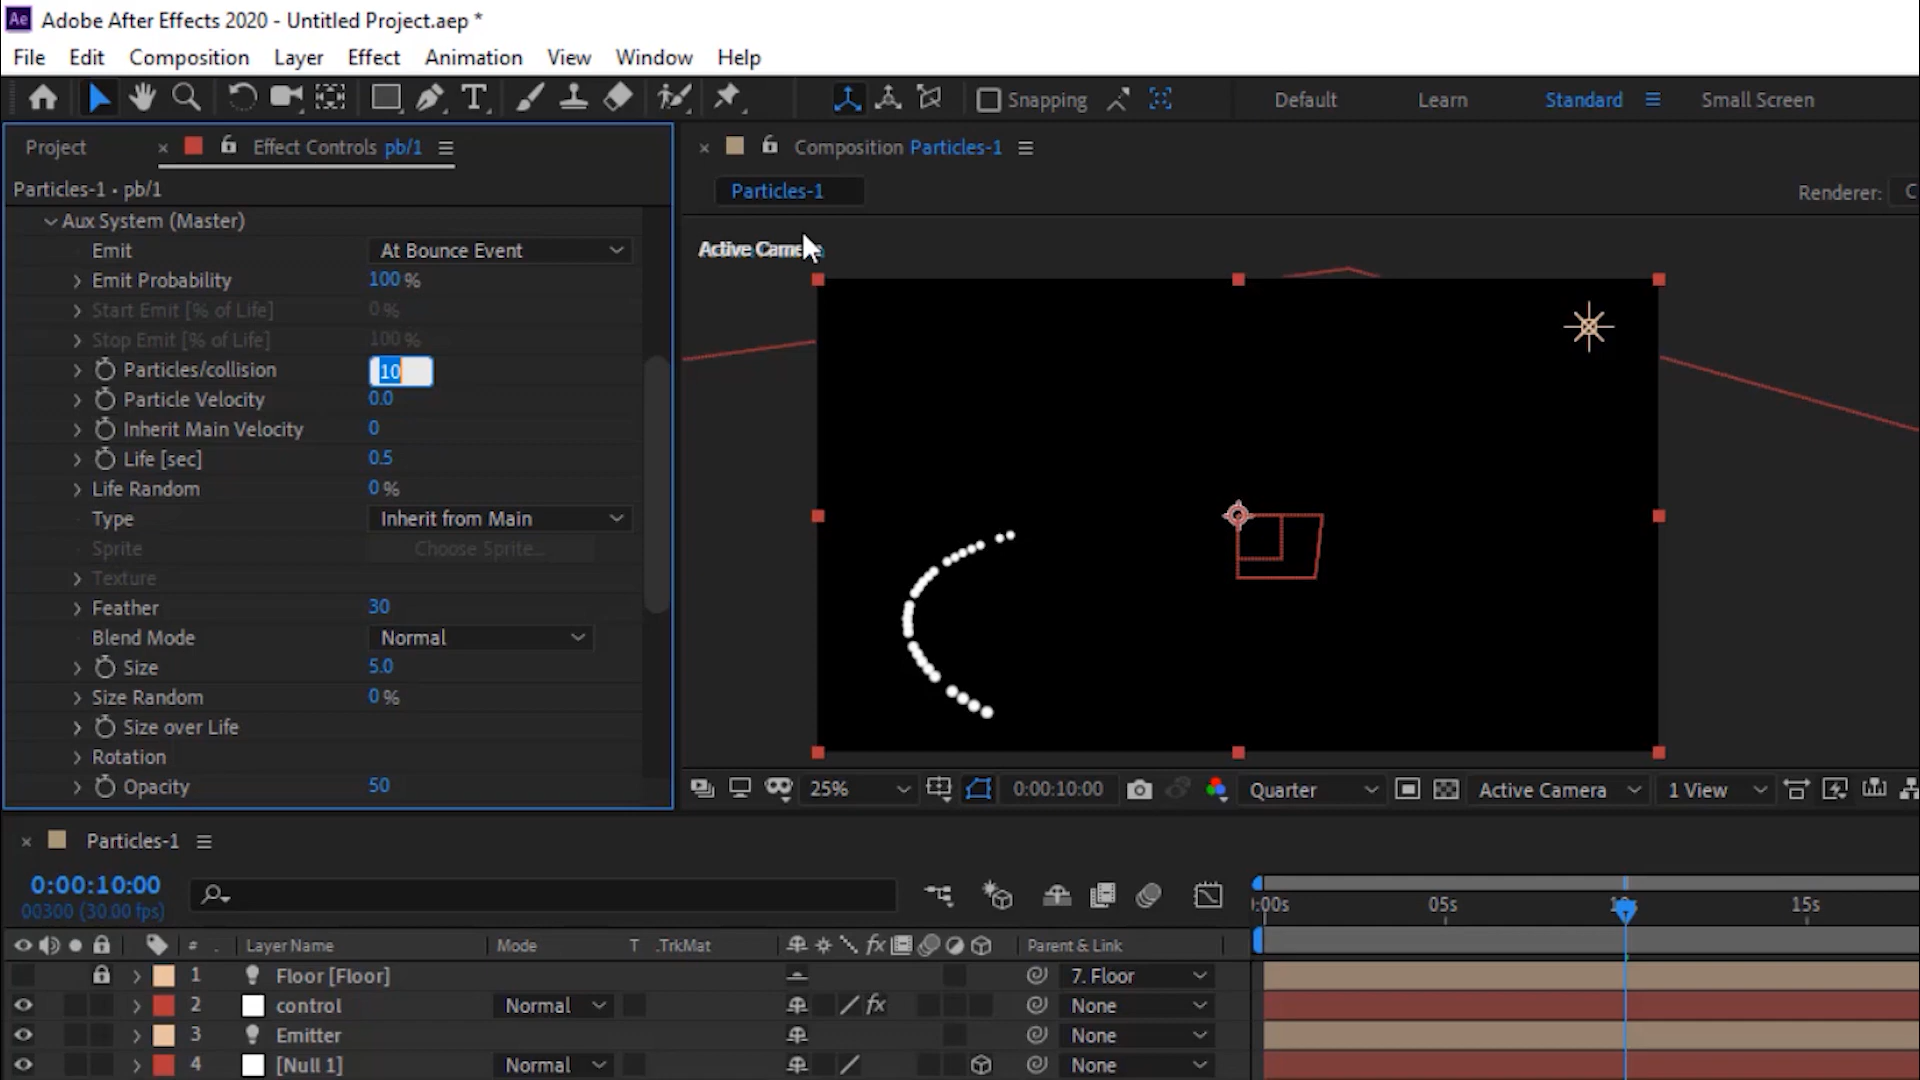 Ae Adobe After Effects 2020 - Untitled Project.aep *
File Edit Composition Layer Effect Animation View Window Help
Snapping Default Learn Standard Small Screen
Project × Effect Controls pb/1
× Composition Particles-1
Particles-1 • pb/1
Particles-1
Renderer: C
Aux System (Master)
Emit At Bounce Event
Emit Probability 100 %
Start Emit [% of Life] 0 %
Stop Emit [% of Life] 100 %
Particles/collision 10
Particle Velocity 0.0
Inherit Main Velocity 0
Life [sec] 0.5
Life Random 0 %
Type Inherit from Main
Sprite Choose Sprite...
Texture
Feather 30
Blend Mode Normal
Size 5.0
Size Random 0 %
Size over Life
Rotation
Opacity 50
Active Camera
25% 0:00:10:00 Quarter Active Camera 1 View
× Particles-1
0:00:10:00
00300 (30.00 fps)
:00s 05s 15s
# Layer Name Mode T .TrkMat fx Parent & Link
1 Floor [Floor] 7. Floor
2 control Normal fx None
3 Emitter None
4 [Null 1] Normal None